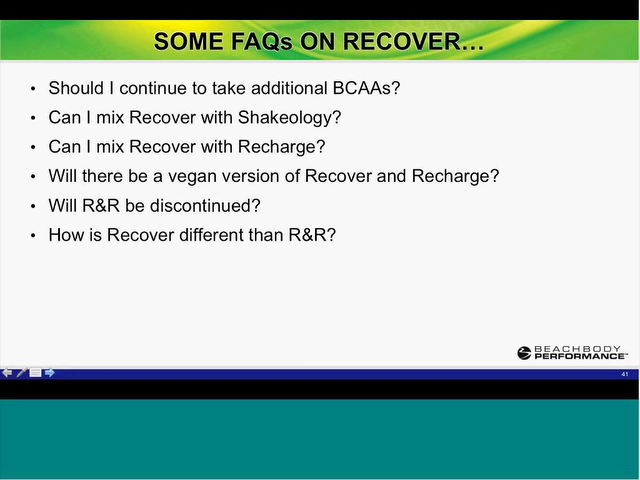 SOME FAQs ON RECOVER…
• Should I continue to take additional BCAAs?
• Can I mix Recover with Shakeology?
• Can I mix Recover with Recharge?
• Will there be a vegan version of Recover and Recharge?
• Will R&R be discontinued?
• How is Recover different than R&R?
BEACHBODY
PERFORMANCE™
41